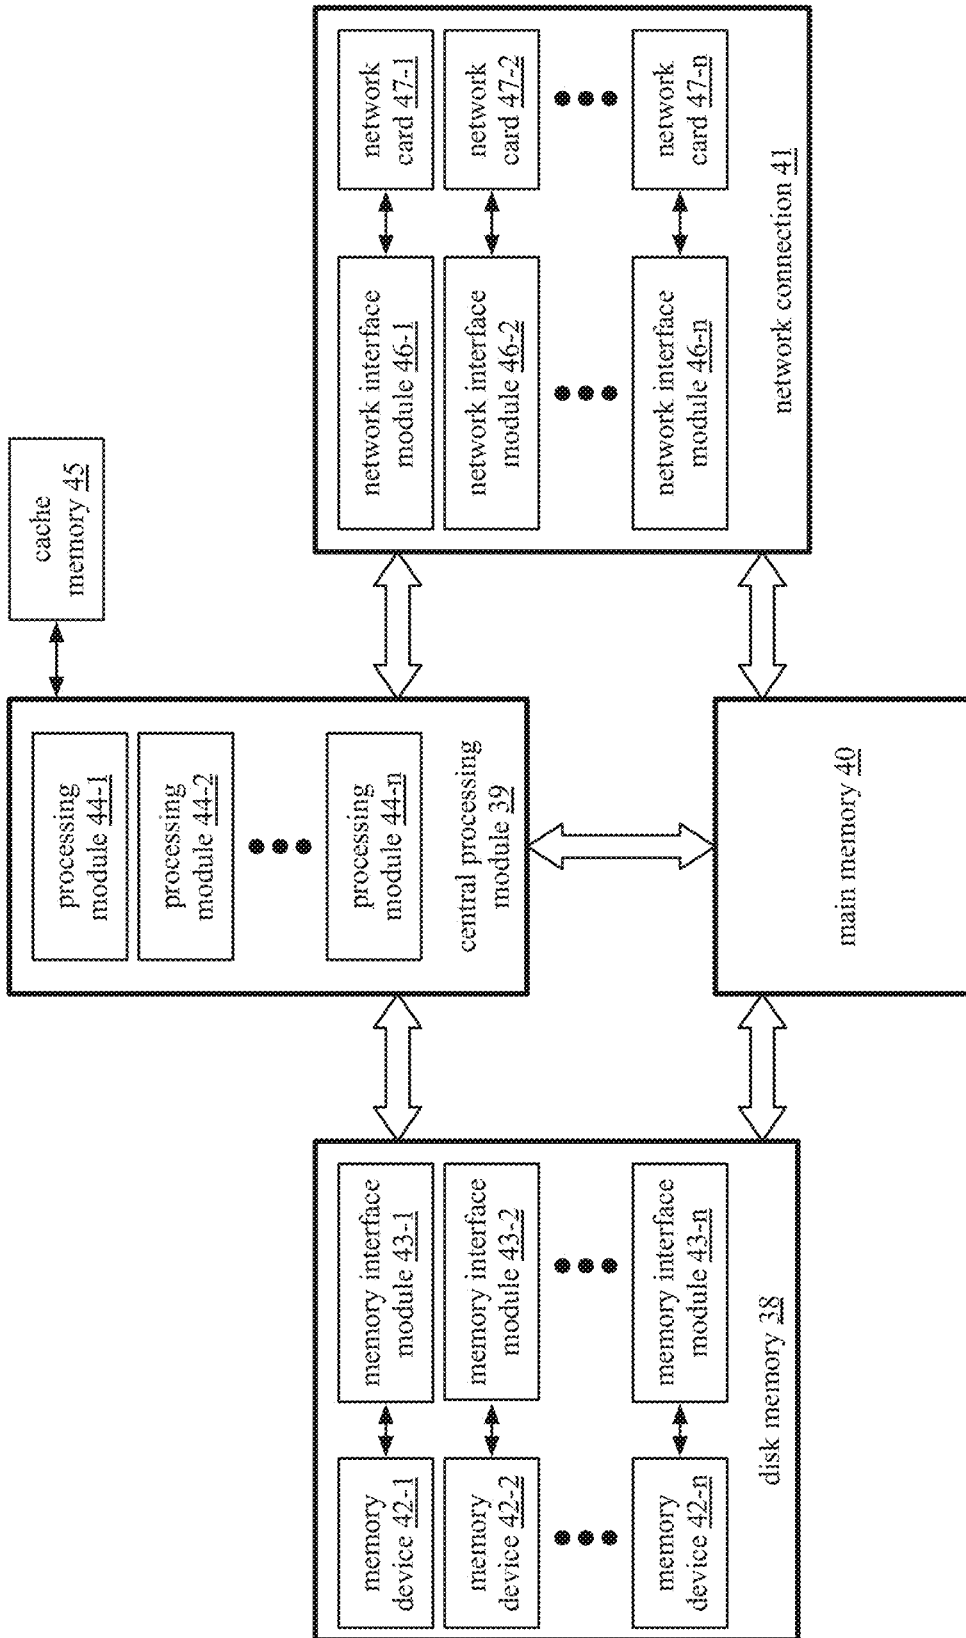 memory
device 42-1
memory
device 42-2
memory
device 42-n
memory interface
module 43-1
memory interface
module 43-2
memory interface
module 43-n
disk memory 38
processing
module 44-1
processing
module 44-2
processing
module 44-n
central processing
module 39
main memory 40
cache
memory 45
network interface
module 46-1
network interface
module 46-2
network interface
module 46-n
network
card 47-1
network
card 47-2
network
card 47-n
network connection 41